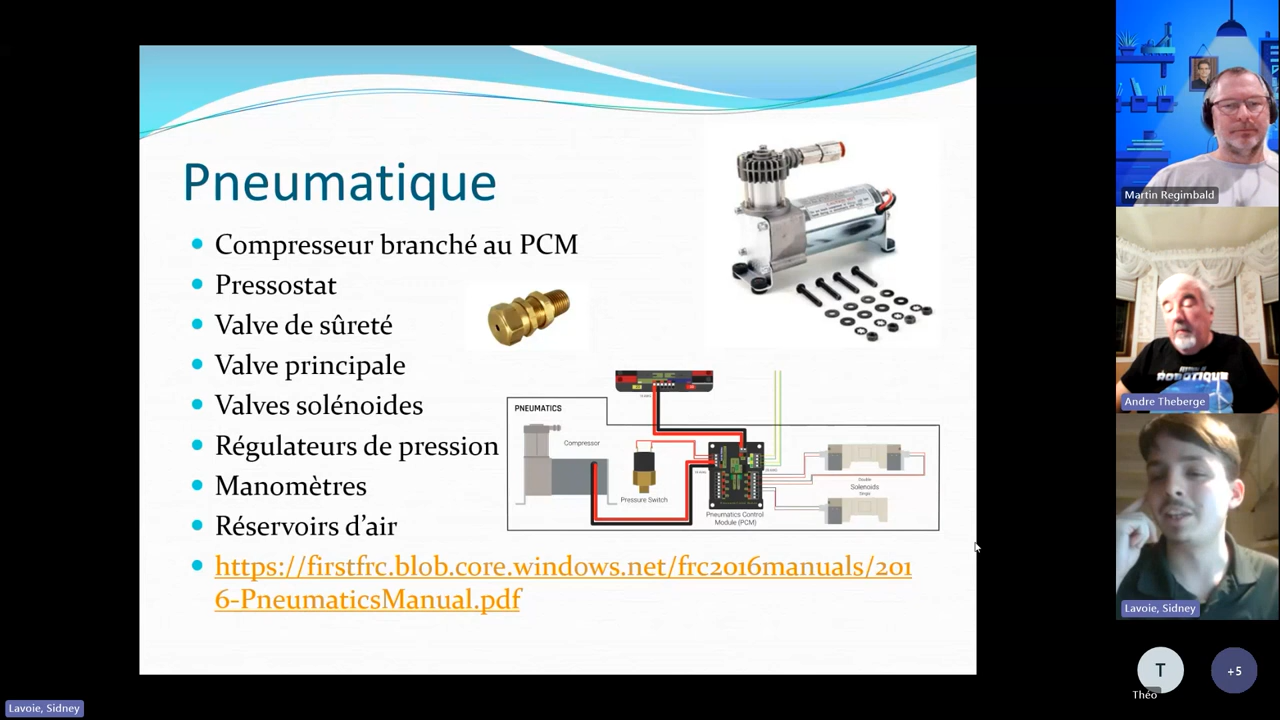 Pneumatique
Compresseur branché au PCM
Pressostat
Valve de sûreté
Valve principale
Valves solénoides
Régulateurs de pression
Manomètres
Réservoirs d’air
https://firstfrc.blob.core.windows.net/frc2016manuals/201
6-PneumaticsManual.pdf
PNEUMATICS
Compressor
Pressure Switch
Pneumatics Control
Module (PCM)
Double
Solenoids
Single
Martin Regimbald
ROBOTIQUE
Andre Theberge
Lavoie, Sidney
T
Théo
+5
Lavoie, Sidney